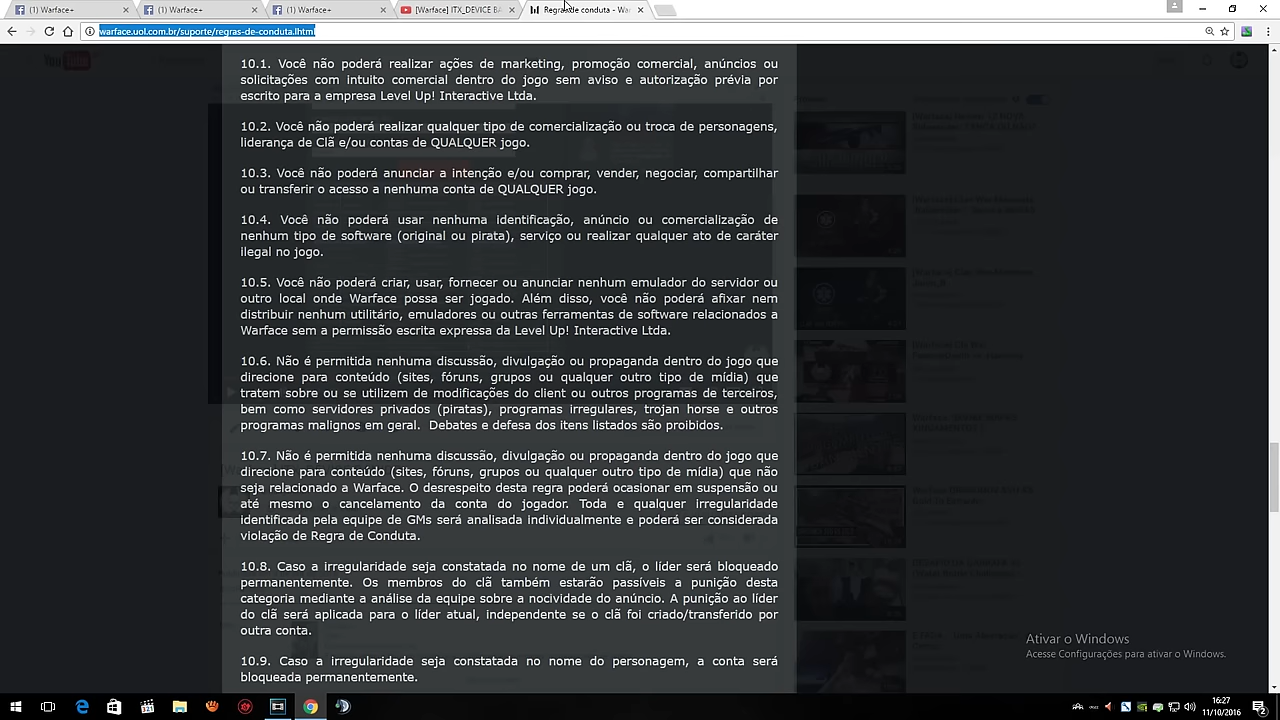 (1) Warface+
(1) Warface+
(1) Warface+
[Warface] ITX_DEVICE.BA
Regras de conduta - Wa
warface.uol.com.br/suporte/regras-de-conduta.lhtml
10.1. Você não poderá realizar ações de marketing, promoção comercial, anúncios ou
solicitações com intuito comercial dentro do jogo sem aviso e autorização prévia por
escrito para a empresa Level Up! Interactive Ltda.
10.2. Você não poderá realizar qualquer tipo de comercialização ou troca de personagens,
liderança de Clã e/ou contas de QUALQUER jogo.
10.3. Você não poderá anunciar a intenção e/ou comprar, vender, negociar, compartilhar
ou transferir o acesso a nenhuma conta de QUALQUER jogo.
10.4. Você não poderá usar nenhuma identificação, anúncio ou comercialização de
nenhum tipo de software (original ou pirata), serviço ou realizar qualquer ato de caráter
ilegal no jogo.
10.5. Você não poderá criar, usar, fornecer ou anunciar nenhum emulador do servidor ou
outro local onde Warface possa ser jogado. Além disso, você não poderá afixar nem
distribuir nenhum utilitário, emuladores ou outras ferramentas de software relacionados a
Warface sem a permissão escrita expressa da Level Up! Interactive Ltda.
10.6. Não é permitida nenhuma discussão, divulgação ou propaganda dentro do jogo que
direcione para conteúdo (sites, fóruns, grupos ou qualquer outro tipo de mídia) que
tratem sobre ou se utilizem de modificações do client ou outros programas de terceiros,
bem como servidores privados (piratas), programas irregulares, trojan horse e outros
programas malignos em geral. Debates e defesa dos itens listados são proibidos.
10.7. Não é permitida nenhuma discussão, divulgação ou propaganda dentro do jogo que
direcione para conteúdo (sites, fóruns, grupos ou qualquer outro tipo de mídia) que não
seja relacionado a Warface. O desrespeito desta regra poderá ocasionar em suspensão ou
até mesmo o cancelamento da conta do jogador. Toda e qualquer irregularidade
identificada pela equipe de GMs será analisada individualmente e poderá ser considerada
violação de Regra de Conduta.
10.8. Caso a irregularidade seja constatada no nome de um clã, o líder será bloqueado
permanentemente. Os membros do clã também estarão passíveis a punição desta
categoria mediante a análise da equipe sobre a nocividade do anúncio. A punição ao líder
do clã será aplicada para o líder atual, independente se o clã foi criado/transferido por
outra conta.
10.9. Caso a irregularidade seja constatada no nome do personagem, a conta será
bloqueada permanentemente.
Ativar o Windows
Acesse Configurações para ativar o Windows.
16:27
11/10/2016